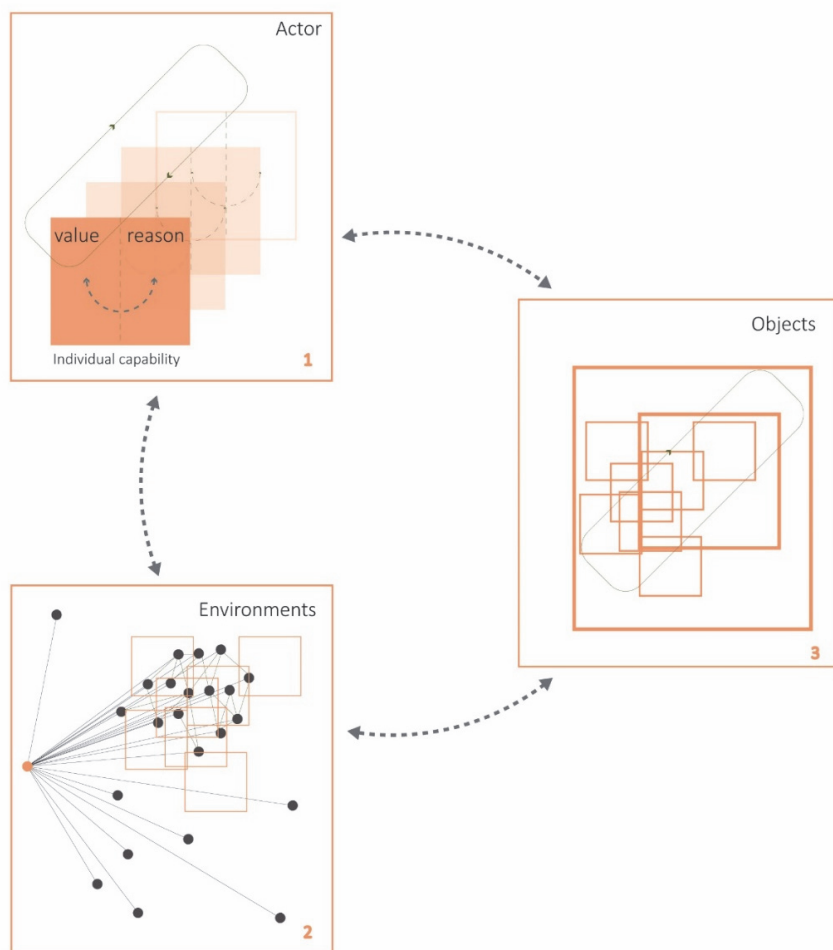 Actor
value reason
Individual capability
1
Objects
3
Environments
2